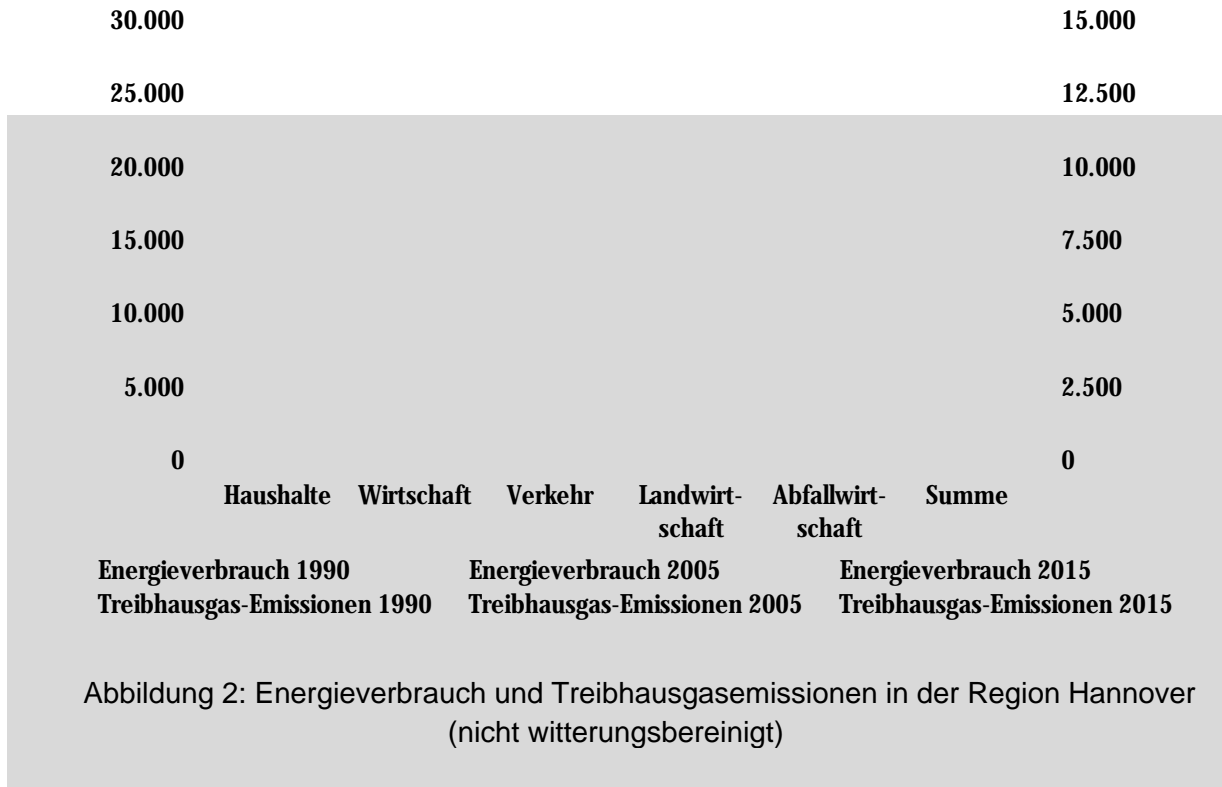 30.000 15.000
25.000 12.500
20.000 10.000
15.000 7.500
10.000 5.000
5.000 2.500
0 0
Haushalte Wirtschaft Verkehr Landwirt- Abfallwirt- Summe
schaft schaft
Energieverbrauch 1990 Energieverbrauch 2005 Energieverbrauch 2015
Treibhausgas-Emissionen 1990 Treibhausgas-Emissionen 2005 Treibhausgas-Emissionen 2015
Abbildung 2: Energieverbrauch und Treibhausgasemissionen in der Region Hannover
(nicht witterungsbereinigt)